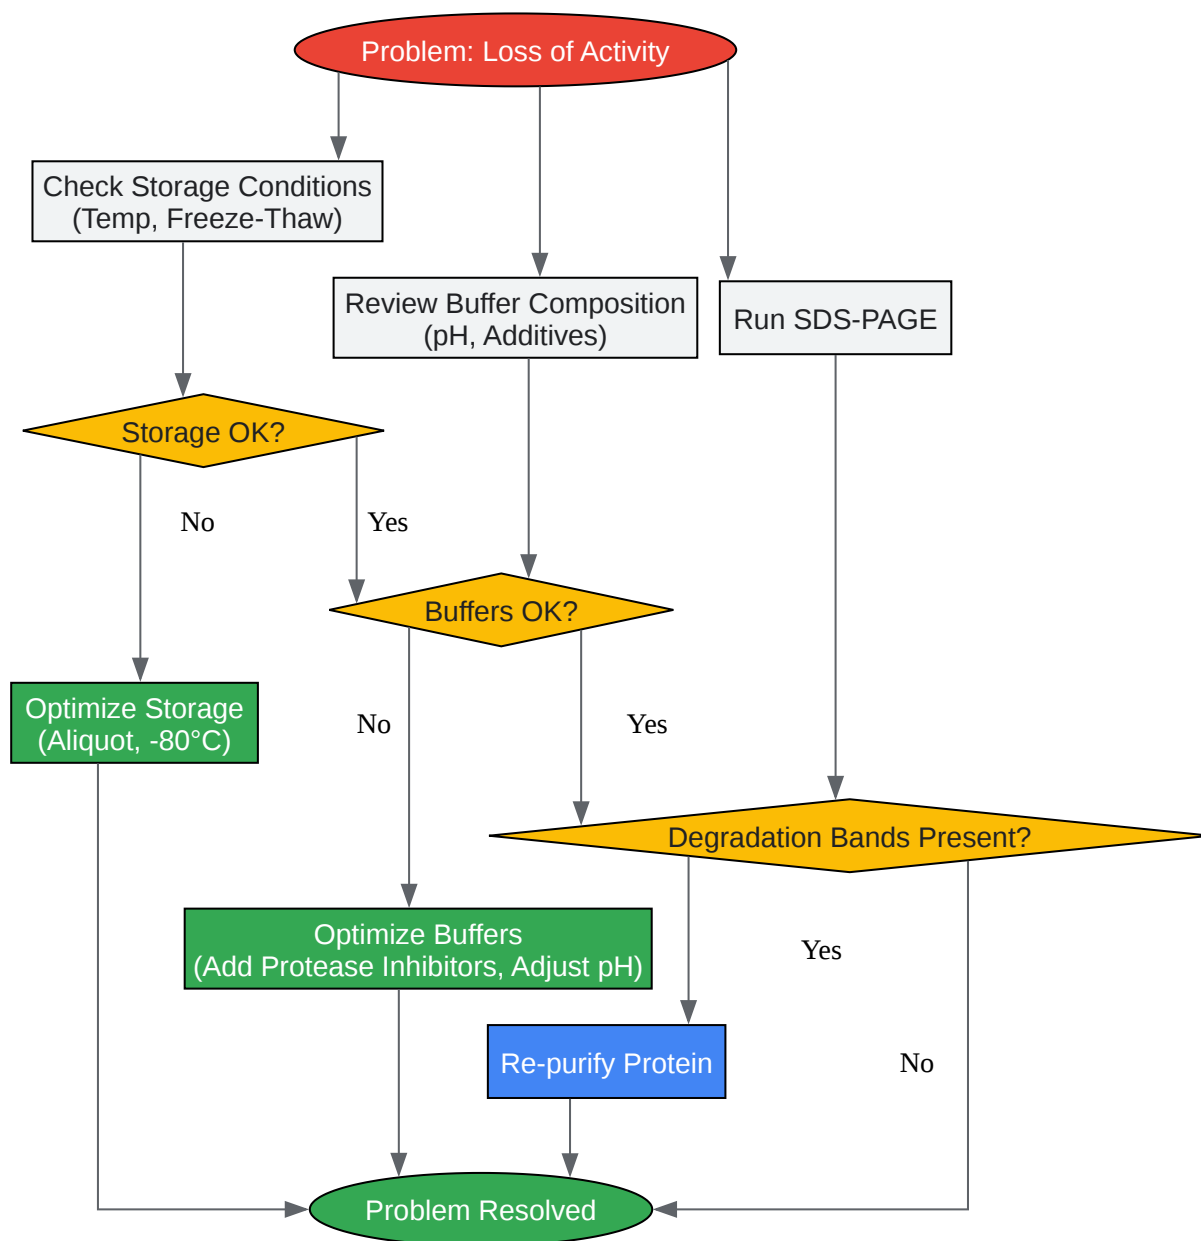 Problem: Loss of Activity
Check Storage Conditions
(Temp, Freeze-Thaw)
Review Buffer Composition
(pH, Additives)
Run SDS-PAGE
Storage OK?
No
Yes
Buffers OK?
Optimize Storage
(Aliquot, -80°C)
No
Yes
Degradation Bands Present?
Optimize Buffers
(Add Protease Inhibitors, Adjust pH)
Yes
Re-purify Protein
No
Problem Resolved